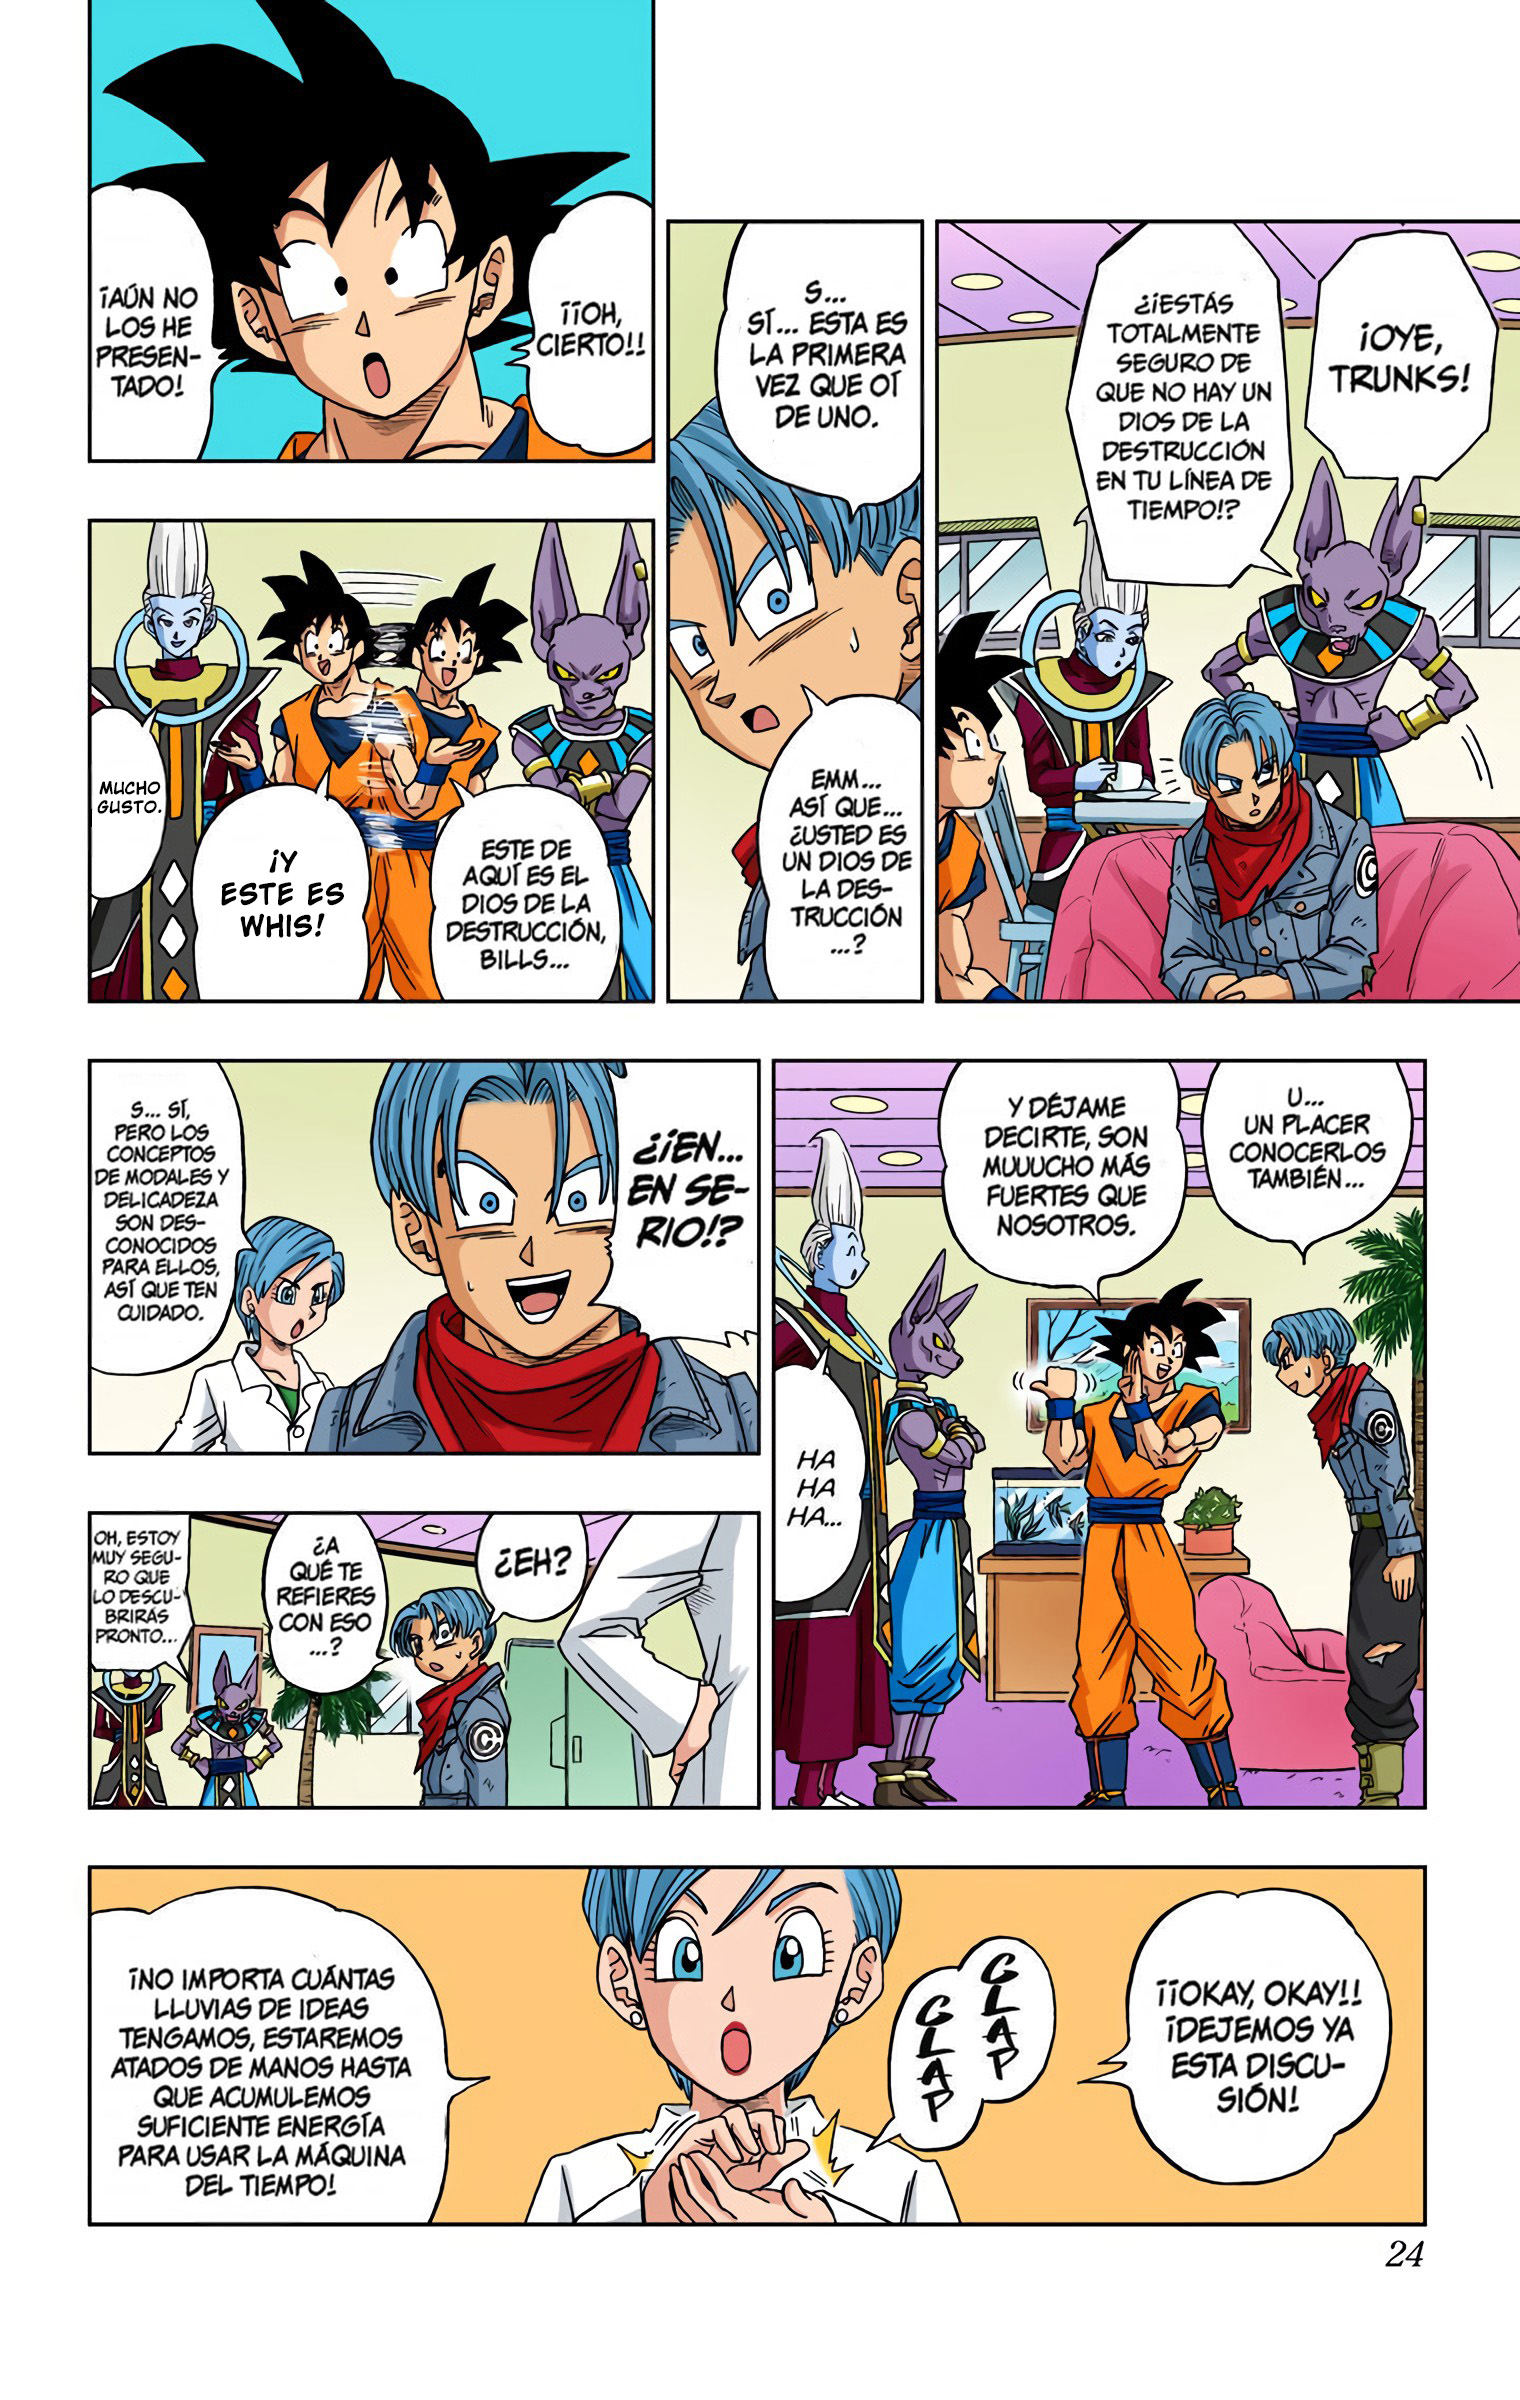 ¡OYE,
TRUNKS!
¿¡ESTÁS
TOTALMENTE
SEGURO DE
QUE NO HAY UN
DIOS DE LA
DESTRUCCIÓN
EN TU LÍNEA DE
TIEMPO!?
S...
SÍ... ESTA ES
LA PRIMERA
VEZ QUE OÍ
DE UNO.
EMM...
ASÍ QUE...
¿USTED ES
UN DIOS DE
LA DES-
TRUCCIÓN
...?
¡¡OH,
CIERTO!!
¡AÚN NO
LOS HE
PRESEN-
TADO!
ESTE DE
AQUÍ ES EL
DIOS DE LA
DESTRUCCIÓN,
BILLS...
¡Y
ESTE ES
WHIS!
MUCHO
GUSTO.
U...
UN PLACER
CONOCERLOS
TAMBIÉN...
Y DÉJAME
DECIRTE, SON
MUUUCHO MÁS
FUERTES QUE
NOSOTROS.
HA
HA
HA...
¿¡EN...
EN SE-
RIO!?
S... SÍ,
PERO LOS
CONCEPTOS
DE MODALES Y
DELICADEZA
SON DES-
CONOCIDOS
PARA ELLOS,
ASÍ QUE TEN
CUIDADO.
¿EH?
¿A
QUÉ TE
REFIERES
CON ESO
...?
OH, ESTOY
MUY SEGU-
RO QUE
LO DESCU-
BRIRÁS
PRONTO...
¡¡OKAY, OKAY!!
¡DEJEMOS YA
ESTA DISCU-
SIÓN!
CLAP
CLAP
¡NO IMPORTA CUÁNTAS
LLUVIAS DE IDEAS
TENGAMOS, ESTAREMOS
ATADOS DE MANOS HASTA
QUE ACUMULEMOS
SUFICIENTE ENERGÍA
PARA USAR LA MÁQUINA
DEL TIEMPO!
24